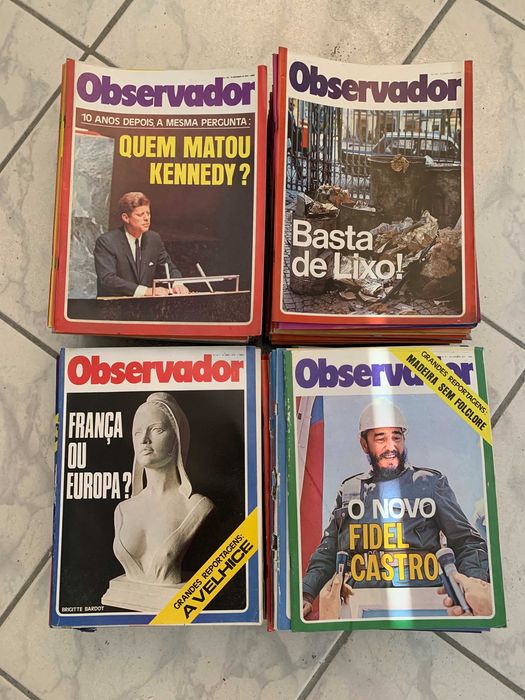 Observador
10 ANOS DEPOIS, A MESMA PERGUNTA:
QUEM MATOU
KENNEDY?
Observador
Basta
de Lixo!
Observador
FRANÇA
OU
EUROPA?
GRANDES REPORTAGENS:
A VELHICE
BRIGITTE BARDOT
Observador
GRANDES REPORTAGENS:
MADEIRA SEM FOLCLORE
O NOVO
FIDEL
CASTRO